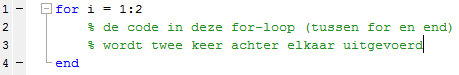 1 - for i = 1:2
2 % de code in deze for-loop (tussen for en end)
3 - % wordt twee keer achter elkaar uitgevoerd
4 - end